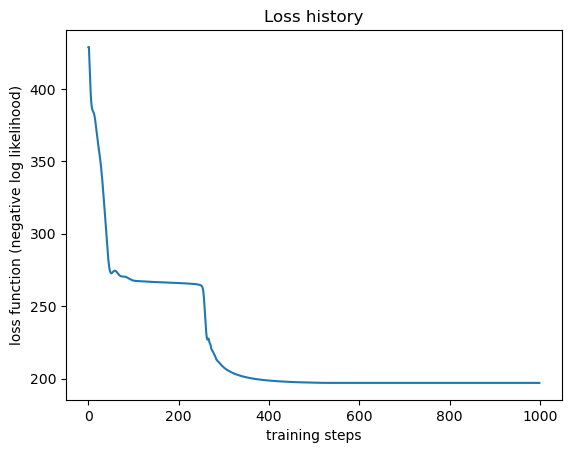 Loss history
loss function (negative log likelihood)
400
350
300
250
200
0 200 400 600 800 1000
training steps